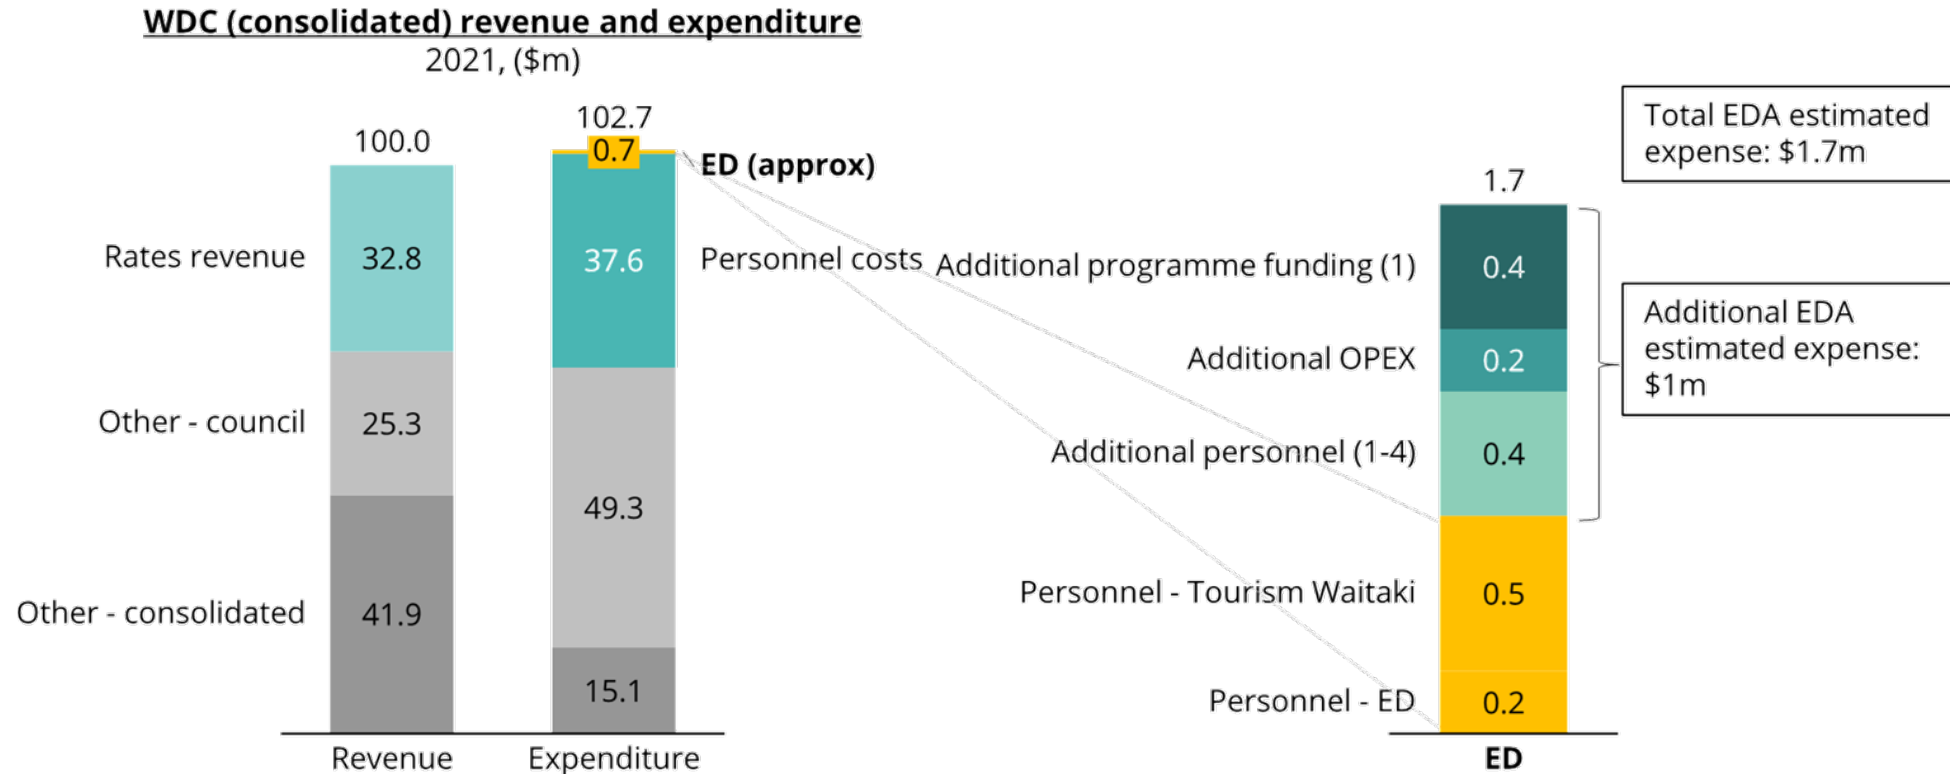 WDC (consolidated) revenue and expenditure
2021, ($m)
100.0
Rates revenue
32.8
Other - council
25.3
Other - consolidated
41.9
Revenue
102.7
0.7
ED (approx)
37.6
Personnel costs
49.3
15.1
Expenditure
1.7
Additional programme funding (1)
0.4
Additional OPEX
0.2
Additional personnel (1-4)
0.4
Personnel - Tourism Waitaki
0.5
Personnel - ED
0.2
ED
Total EDA estimated
expense: $1.7m
Additional EDA
estimated expense:
$1m